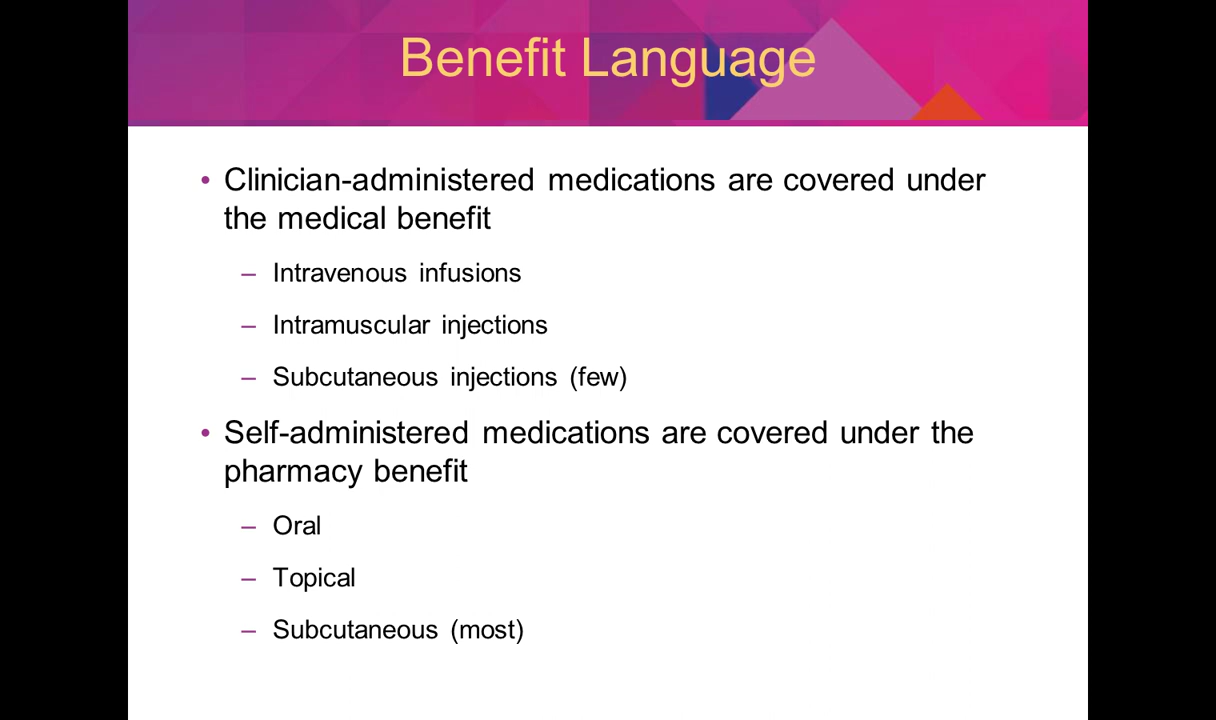 Benefit Language
• Clinician-administered medications are covered under
the medical benefit
– Intravenous infusions
– Intramuscular injections
– Subcutaneous injections (few)
• Self-administered medications are covered under the
pharmacy benefit
– Oral
– Topical
– Subcutaneous (most)